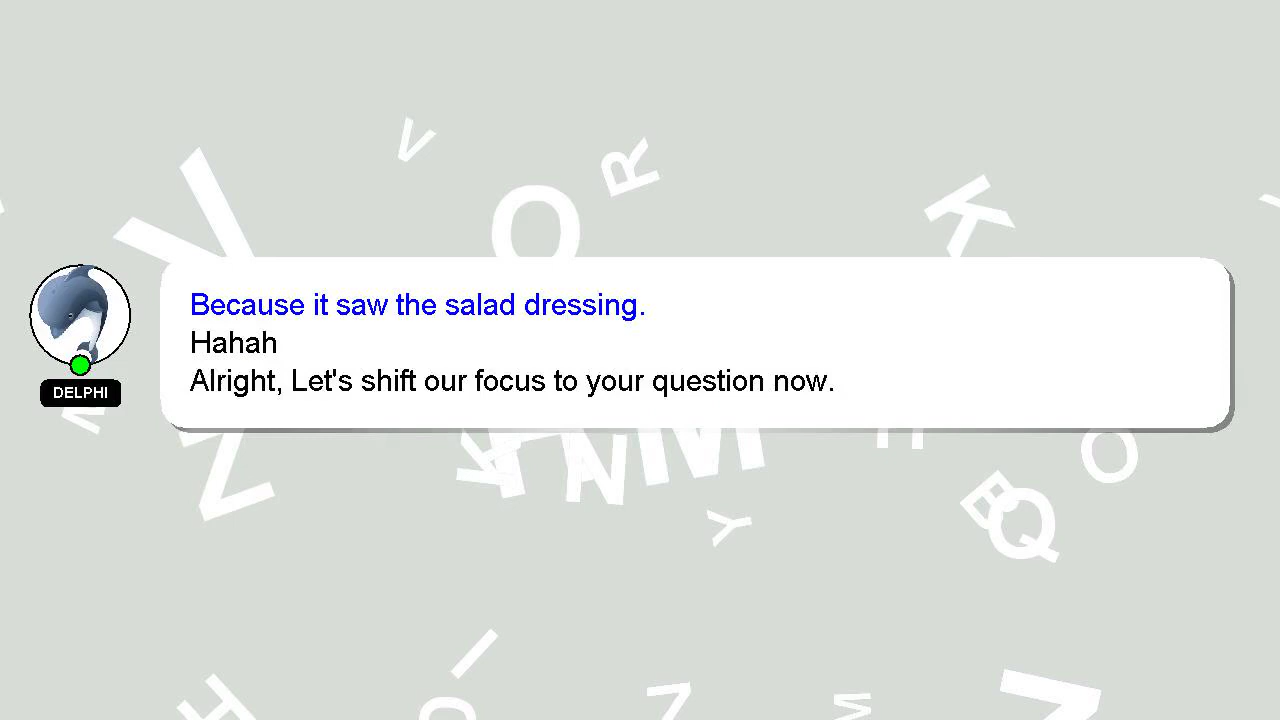 Because it saw the salad dressing.
Hahah
Alright, Let's shift our focus to your question now.
DELPHI